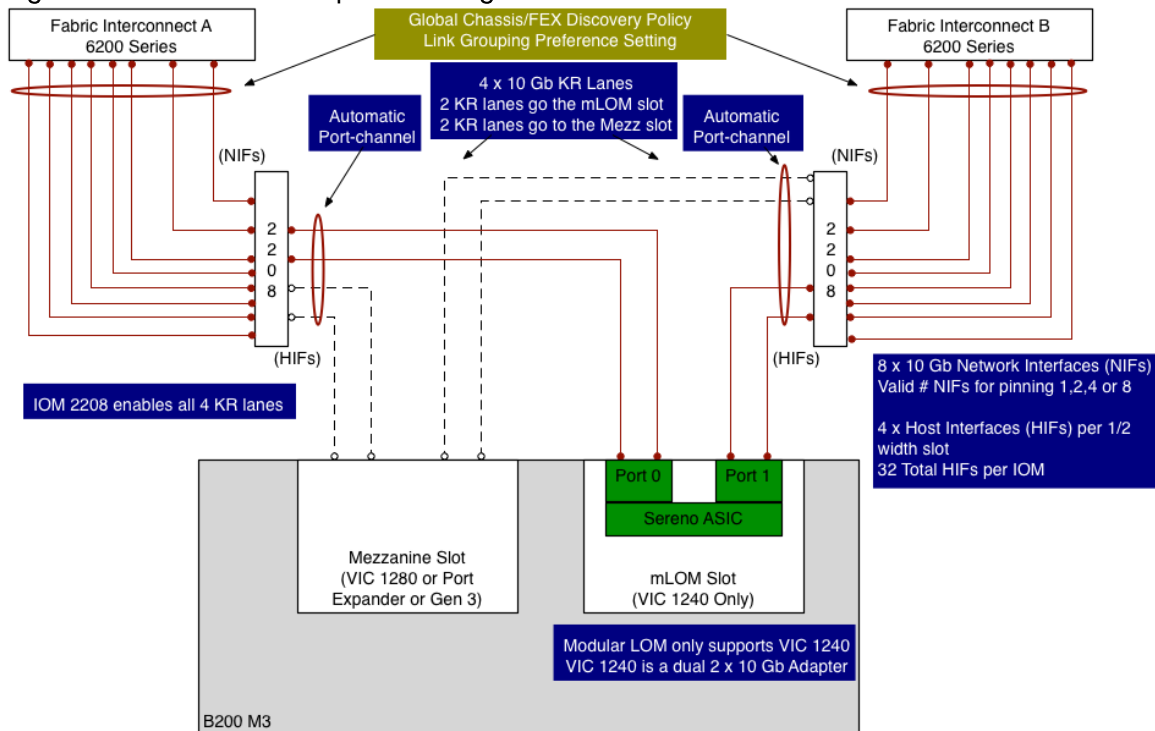 Fabric Interconnect A
6200 Series
Global Chassis/FEX Discovery Policy
Link Grouping Preference Setting
Fabric Interconnect B
6200 Series
4 x 10 Gb KR Lanes
2 KR lanes go the mLOM slot
2 KR lanes go to the Mezz slot
Automatic
Port-channel
Automatic
Port-channel
(NIFs)
(NIFs)
2
2
0
8
2
2
0
8
(HIFs)
(HIFs)
IOM 2208 enables all 4 KR lanes
8 x 10 Gb Network Interfaces (NIFs)
Valid # NIFs for pinning 1,2,4 or 8
4 x Host Interfaces (HIFs) per 1/2
width slot
32 Total HIFs per IOM
Port 0
Port 1
Sereno ASIC
Mezzanine Slot
(VIC 1280 or Port
Expander or Gen 3)
mLOM Slot
(VIC 1240 Only)
Modular LOM only supports VIC 1240
VIC 1240 is a dual 2 x 10 Gb Adapter
B200 M3